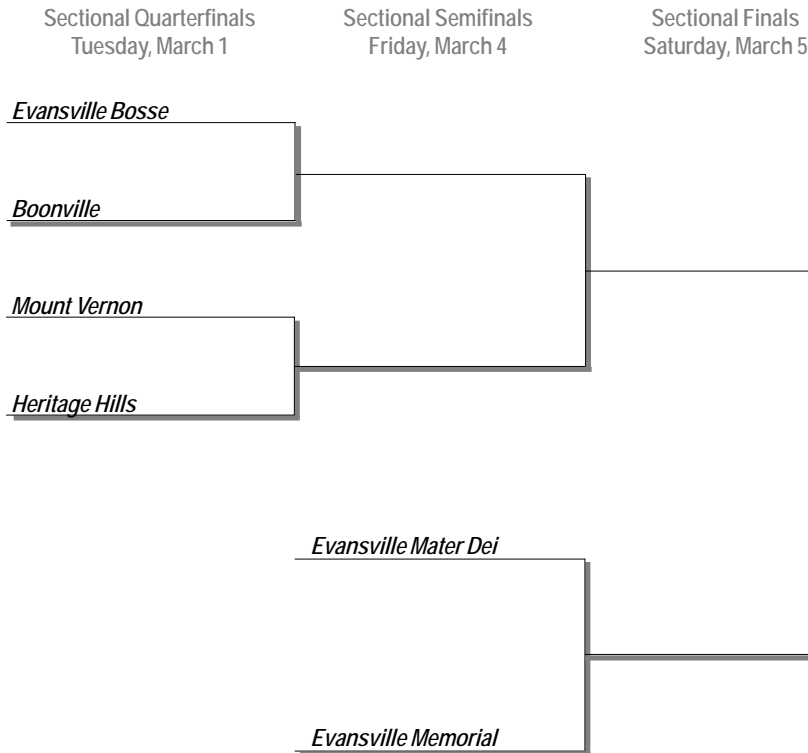 Sectional Quarterfinals
Tuesday, March 1
Sectional Semifinals
Friday, March 4
Sectional Finals
Saturday, March 5
Evansville Bosse
Boonville
Mount Vernon
Heritage Hills
Evansville Mater Dei
Evansville Memorial